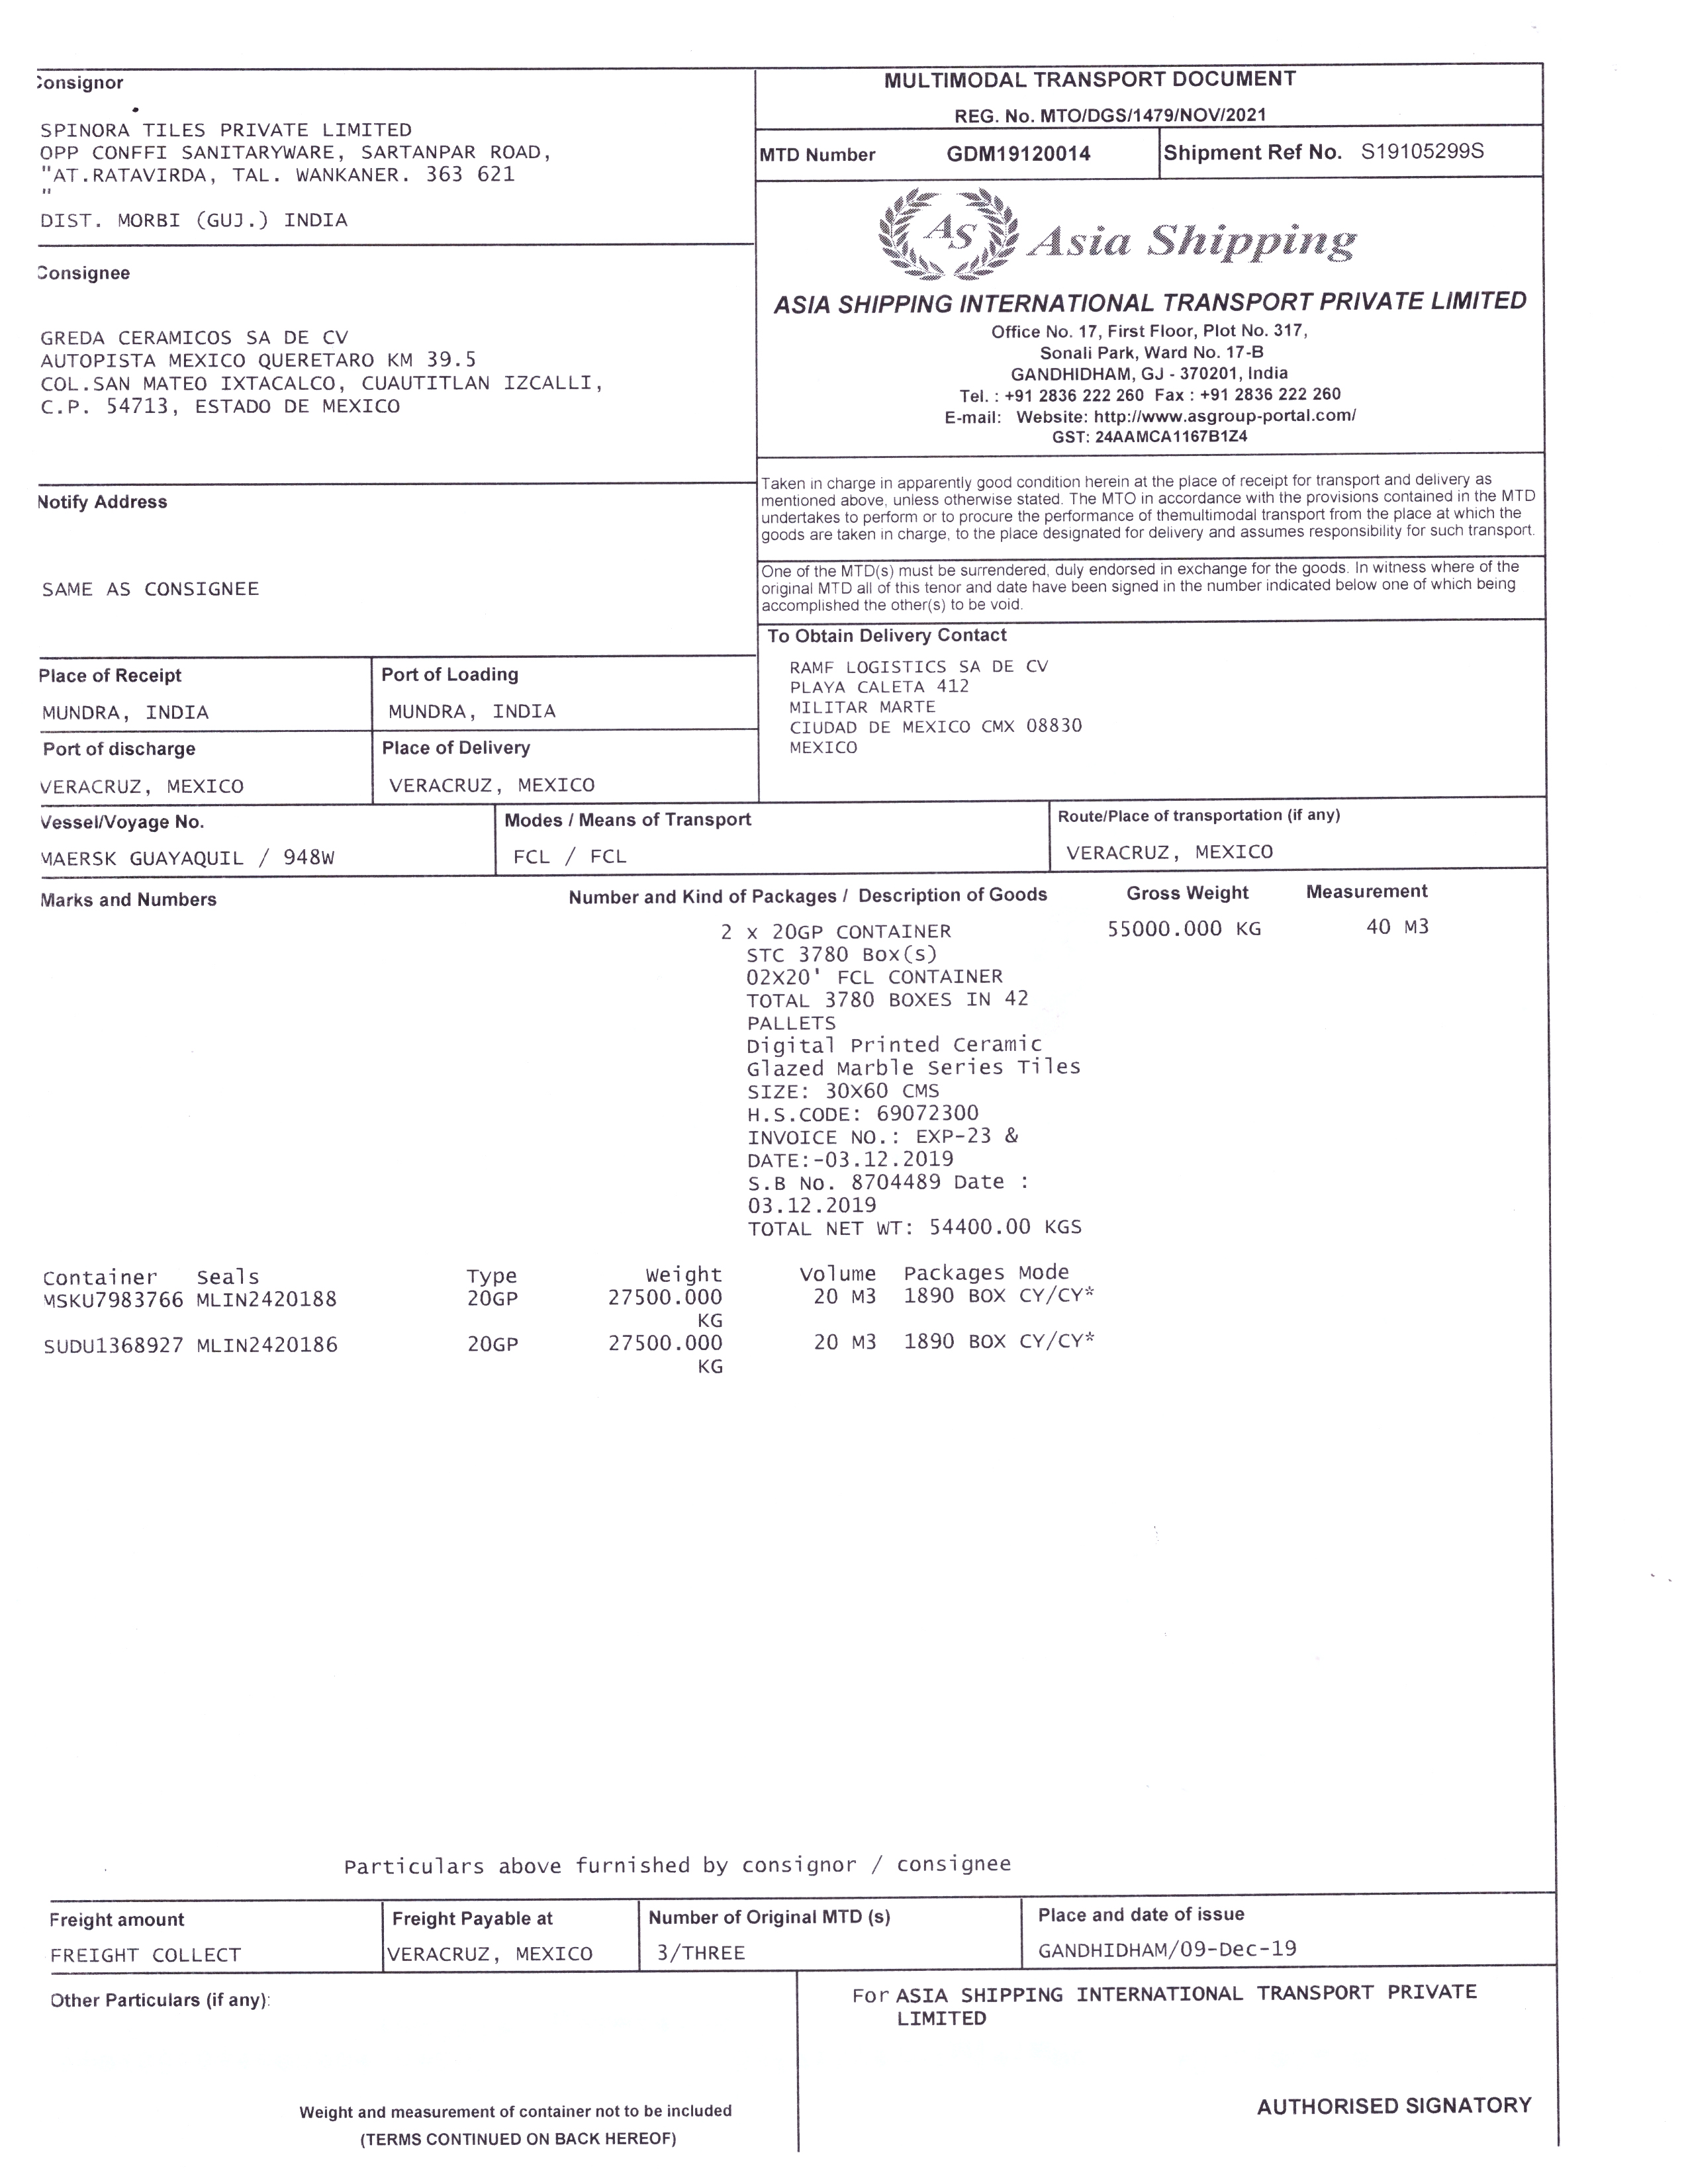 Consignor
SPINORA TILES PRIVATE LIMITED
OPP CONFFI SANITARYWARE, SARTANPAR ROAD,
"AT.RATAVIRDA, TAL. WANKANER. 363 621
"
DIST. MORBI (GUJ.) INDIA
MULTIMODAL TRANSPORT DOCUMENT
REG. No. MTO/DGS/1479/NOV/2021
MTD Number GDM19120014
Shipment Ref No. S19105299S
AS Asia Shipping
ASIA SHIPPING INTERNATIONAL TRANSPORT PRIVATE LIMITED
Office No. 17, First Floor, Plot No. 317,
Sonali Park, Ward No. 17-B
GANDHIDHAM, GJ - 370201, India
Tel. : +91 2836 222 260 Fax : +91 2836 222 260
E-mail: Website: http://www.asgroup-portal.com/
GST: 24AAMCA1167B1Z4
Consignee
GREDA CERAMICOS SA DE CV
AUTOPISTA MEXICO QUERETARO KM 39.5
COL.SAN MATEO IXTACALCO, CUAUTITLAN IZCALLI,
C.P. 54713, ESTADO DE MEXICO
Taken in charge in apparently good condition herein at the place of receipt for transport and delivery as
mentioned above, unless otherwise stated. The MTO in accordance with the provisions contained in the MTD
undertakes to perform or to procure the performance of themultimodal transport from the place at which the
goods are taken in charge, to the place designated for delivery and assumes responsibility for such transport.
One of the MTD(s) must be surrendered, duly endorsed in exchange for the goods. In witness where of the
original MTD all of this tenor and date have been signed in the number indicated below one of which being
accomplished the other(s) to be void.
Notify Address
SAME AS CONSIGNEE
To Obtain Delivery Contact
RAMF LOGISTICS SA DE CV
PLAYA CALETA 412
MILITAR MARTE
CIUDAD DE MEXICO CMX 08830
MEXICO
Place of Receipt
MUNDRA, INDIA
Port of Loading
MUNDRA, INDIA
Port of discharge
VERACRUZ, MEXICO
Place of Delivery
VERACRUZ, MEXICO
Vessel/Voyage No.
MAERSK GUAYAQUIL / 948W
Modes / Means of Transport
FCL / FCL
Route/Place of transportation (if any)
VERACRUZ, MEXICO
Marks and Numbers Number and Kind of Packages / Description of Goods Gross Weight Measurement
2 x 20GP CONTAINER 55000.000 KG 40 M3
STC 3780 Box(s)
02X20' FCL CONTAINER
TOTAL 3780 BOXES IN 42
PALLETS
Digital Printed Ceramic
Glazed Marble Series Tiles
SIZE: 30X60 CMS
H.S.CODE: 69072300
INVOICE NO.: EXP-23 &
DATE:-03.12.2019
S.B No. 8704489 Date :
03.12.2019
TOTAL NET WT: 54400.00 KGS
Container Seals Type Weight Volume Packages Mode
MSKU7983766 MLIN2420188 20GP 27500.000 20 M3 1890 BOX CY/CY*
KG
SUDU1368927 MLIN2420186 20GP 27500.000 20 M3 1890 BOX CY/CY*
KG
Particulars above furnished by consignor / consignee
Freight amount
FREIGHT COLLECT
Freight Payable at
VERACRUZ, MEXICO
Number of Original MTD (s)
3/THREE
Place and date of issue
GANDHIDHAM/09-Dec-19
Other Particulars (if any):
For ASIA SHIPPING INTERNATIONAL TRANSPORT PRIVATE
LIMITED
Weight and measurement of container not to be included
(TERMS CONTINUED ON BACK HEREOF)
AUTHORISED SIGNATORY